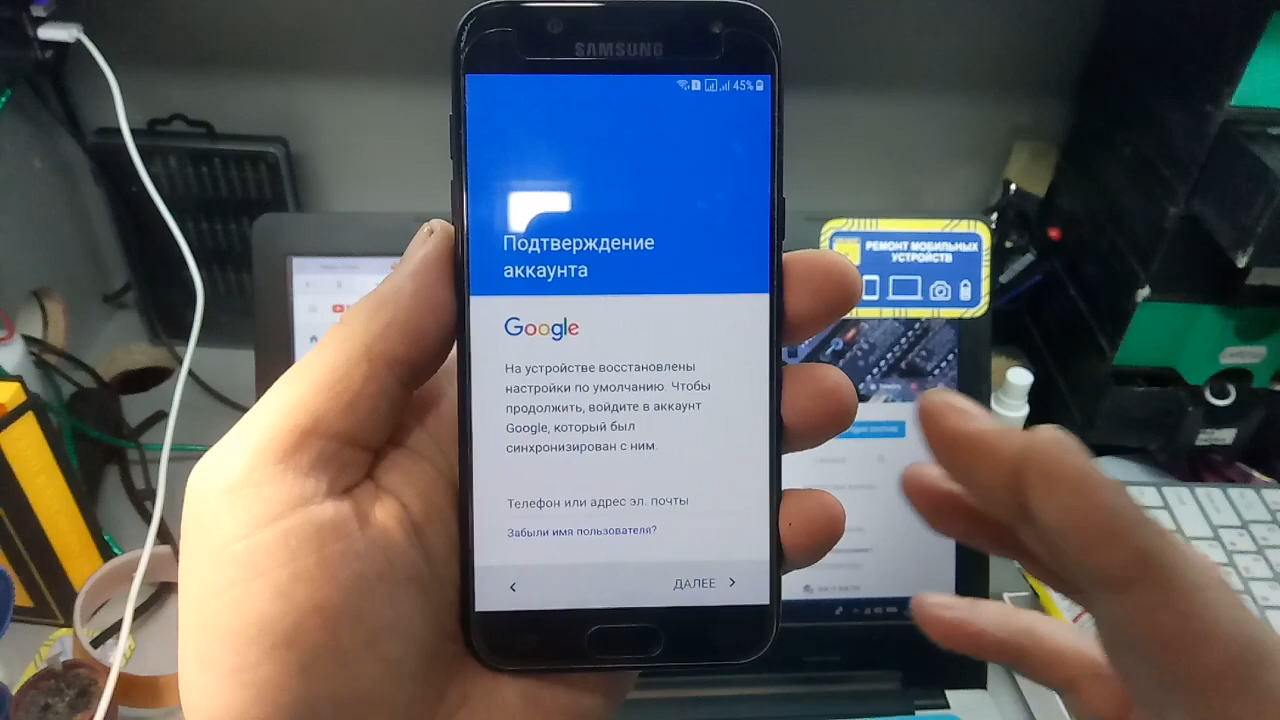 SAMSUNG
45%
Подтверждение
аккаунта
Google
На устройстве восстановлены
настройки по умолчанию. Чтобы
продолжить, войдите в аккаунт
Google, который был
синхронизирован с ним.
Телефон или адрес эл. почты
Забыли имя пользователя?
ДАЛЕЕ
РЕМОНТ МОБИЛЬНЫХ
УСТРОЙСТВ